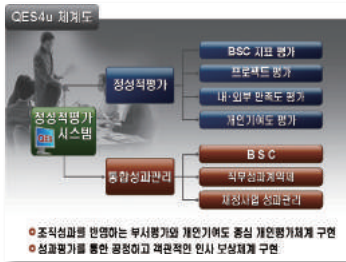 QES4u 체계도
BSC 지표 평가
프로젝트 평가
정성적평가
내·외부 만족도 평가
개인기여도 평가
정성적평가
시스템
QES
BSC
통합성과관리
직무성과계약제
재정사업 성과관리
조직성과를 반영하는 부서평가와 개인기여도 중심 개인평가체계 구현
성과평가를 통한 공정하고 객관적인 인사 보상체계 구현